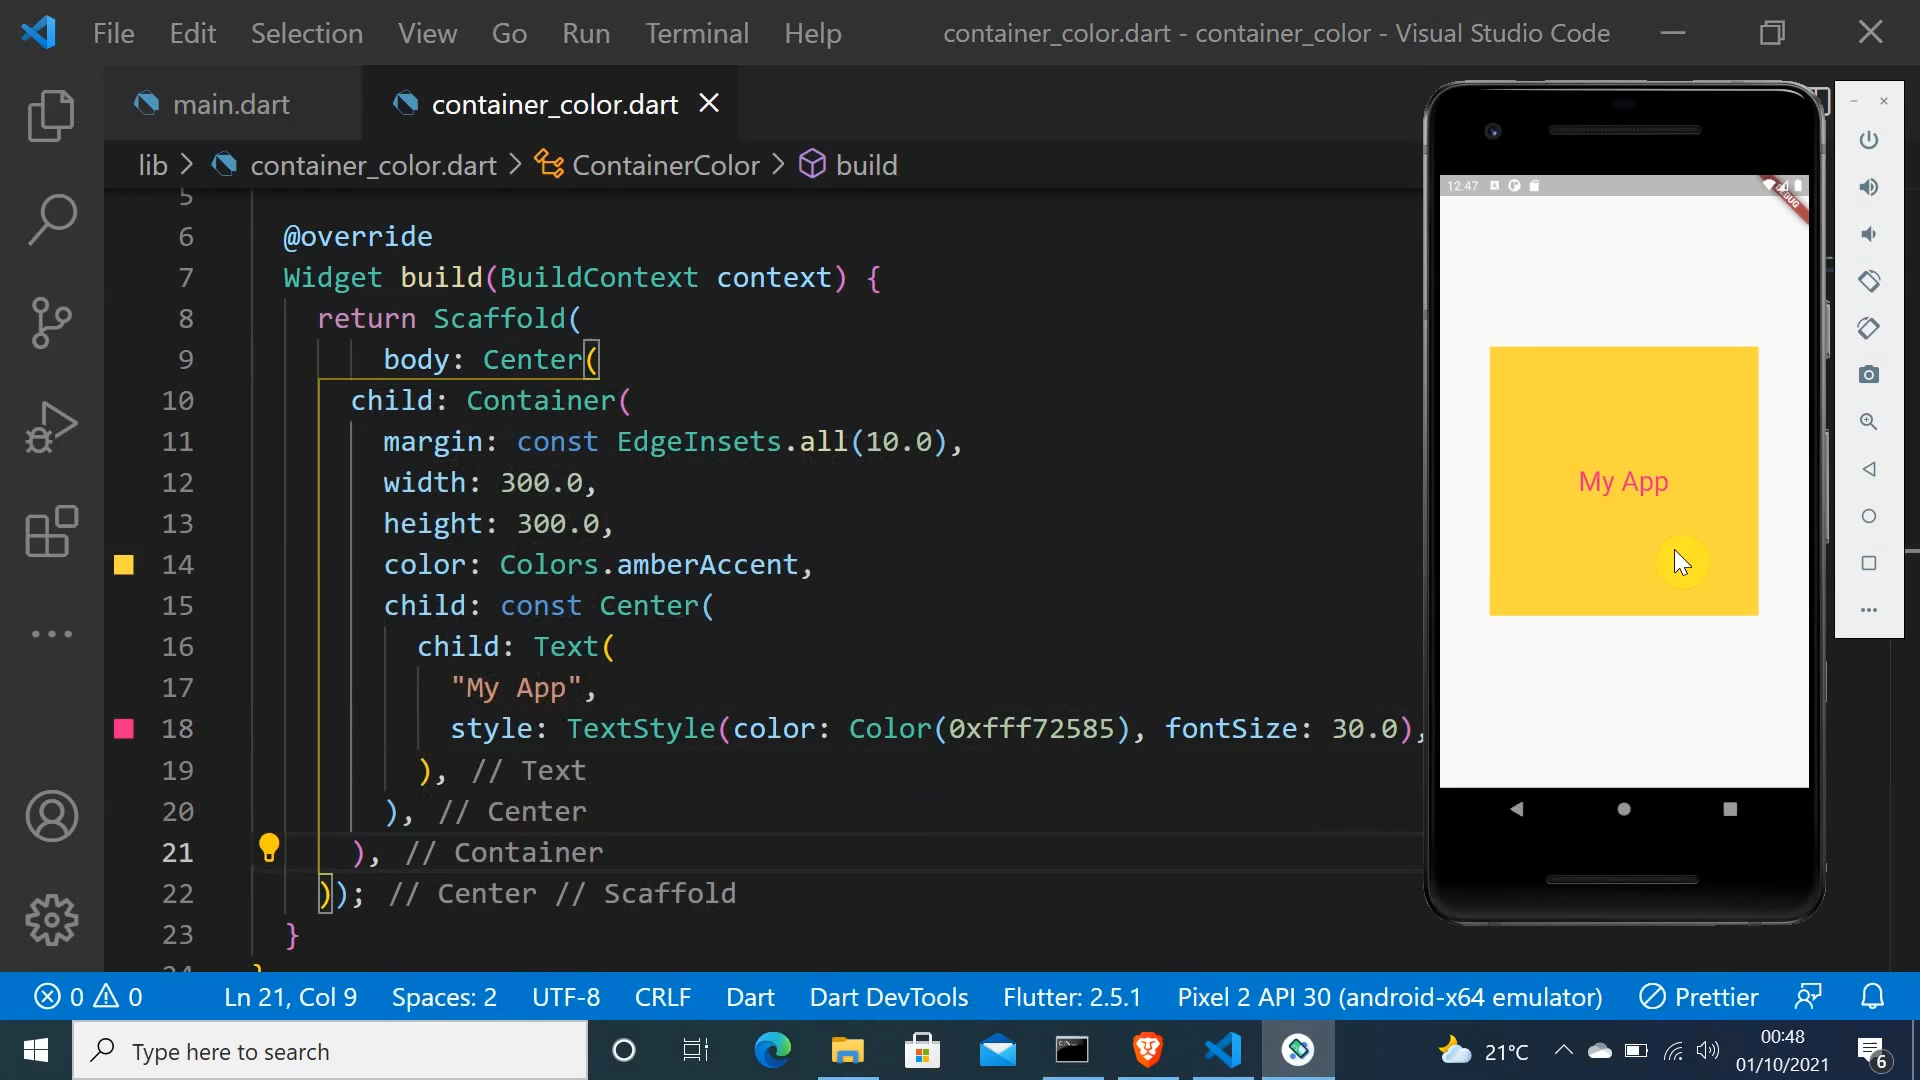 File Edit Selection View Go Run Terminal Help container_color.dart - container_color - Visual Studio Code
main.dart container_color.dart
lib > container_color.dart > ContainerColor > build
5
6 @override
7 Widget build(BuildContext context) {
8 return Scaffold(
9 body: Center(
10 child: Container(
11 margin: const EdgeInsets.all(10.0),
12 width: 300.0,
13 height: 300.0,
14 color: Colors.amberAccent,
15 child: const Center(
16 child: Text(
17 "My App",
18 style: TextStyle(color: Color(0xfff72585), fontSize: 30.0),
19 ), // Text
20 ), // Center
21 ), // Container
22 )); // Center // Scaffold
23 }
24 }
12:47
DEBUG
My App
0 0 Ln 21, Col 9 Spaces: 2 UTF-8 CRLF Dart Dart DevTools Flutter: 2.5.1 Pixel 2 API 30 (android-x64 emulator) Prettier
Type here to search
21°C
00:48
01/10/2021
6